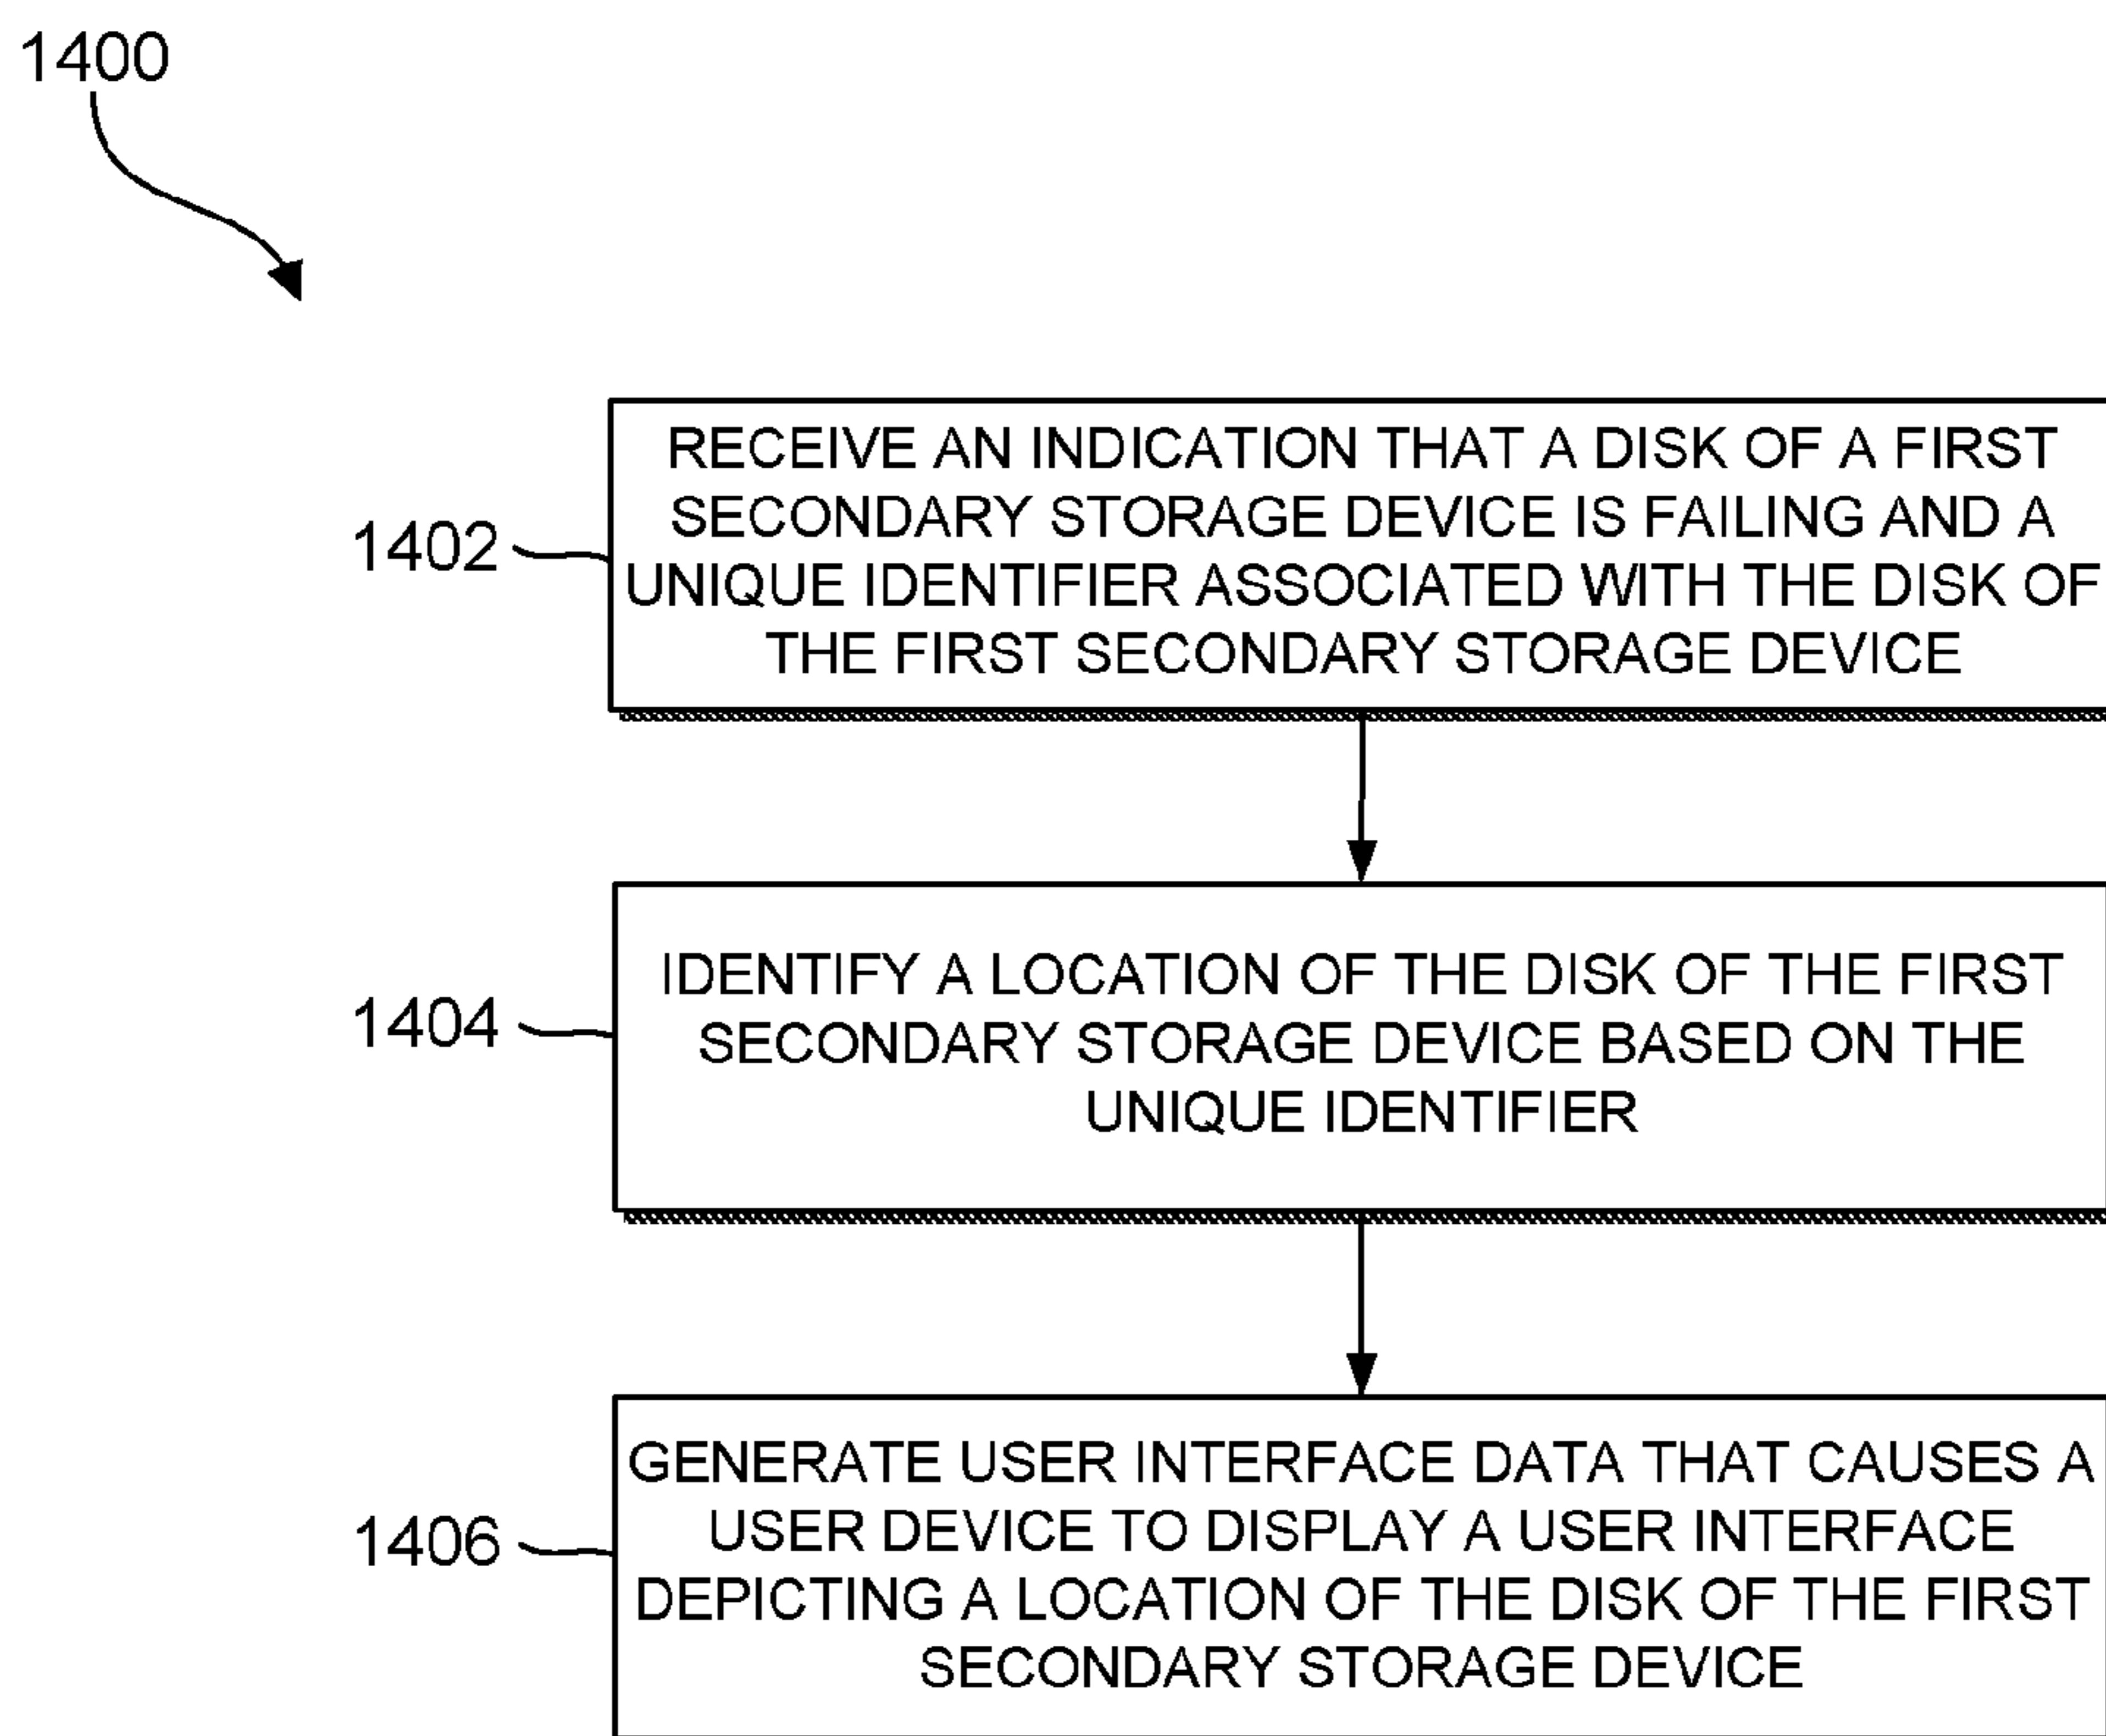 1400
RECEIVE AN INDICATION THAT A DISK OF A FIRST
SECONDARY STORAGE DEVICE IS FAILING AND A
1402
UNIQUE IDENTIFIER ASSOCIATED WITH THE DISK OF
THE FIRST SECONDARY STORAGE DEVICE
IDENTIFY A LOCATION OF THE DISK OF THE FIRST
1404
SECONDARY STORAGE DEVICE BASED ON THE
UNIQUE IDENTIFIER
GENERATE USER INTERFACE DATA THAT CAUSES A
USER DEVICE TO DISPLAY A USER INTERFACE
1406
DEPICTING A LOCATION OF THE DISK OF THE FIRST
SECONDARY STORAGE DEVICE